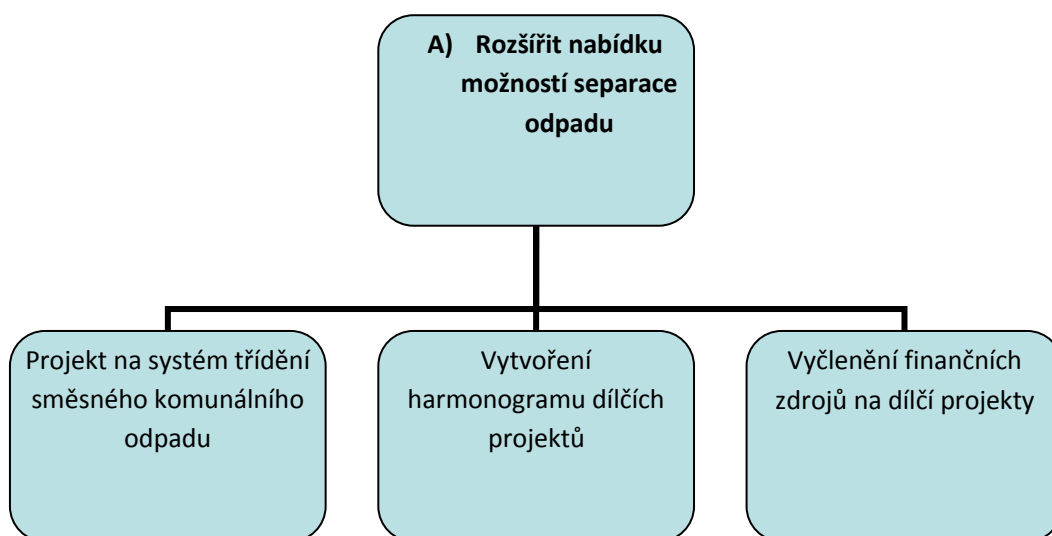 A) Rozšířit nabídku
možností separace
odpadu
Projekt na systém třídění
směsného komunálního
odpadu
Vytvoření
harmonogramu dílčích
projektů
Vyčlenění finančních
zdrojů na dílčí projekty